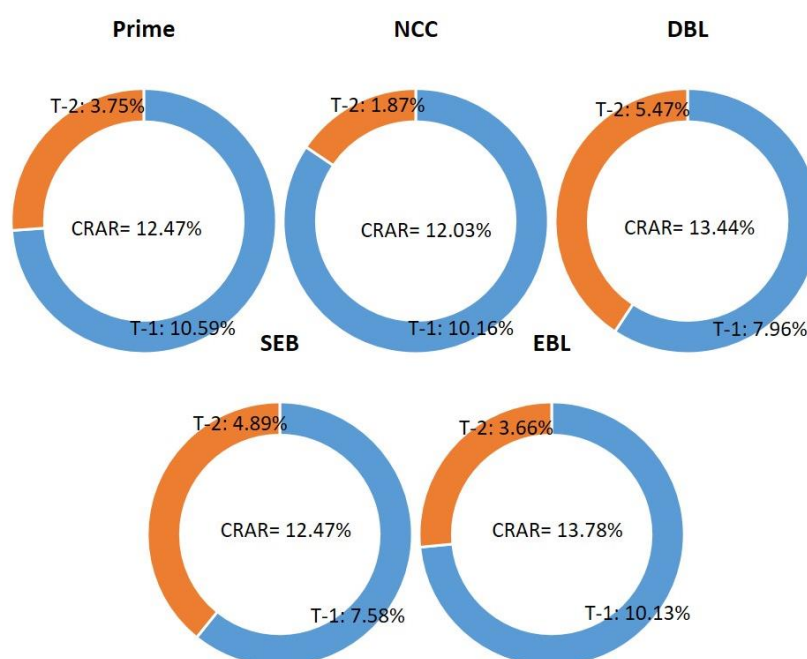 Prime
NCC
DBL
T-2: 3.75%
T-2: 1.87%
T-2: 5.47%
CRAR= 12.47%
CRAR= 12.03%
CRAR= 13.44%
T-1: 10.59%
T-1: 10.16%
T-1: 7.96%
SEB
EBL
T-2: 4.89%
T-2: 3.66%
CRAR= 12.47%
CRAR= 13.78%
T-1: 7.58%
T-1: 10.13%